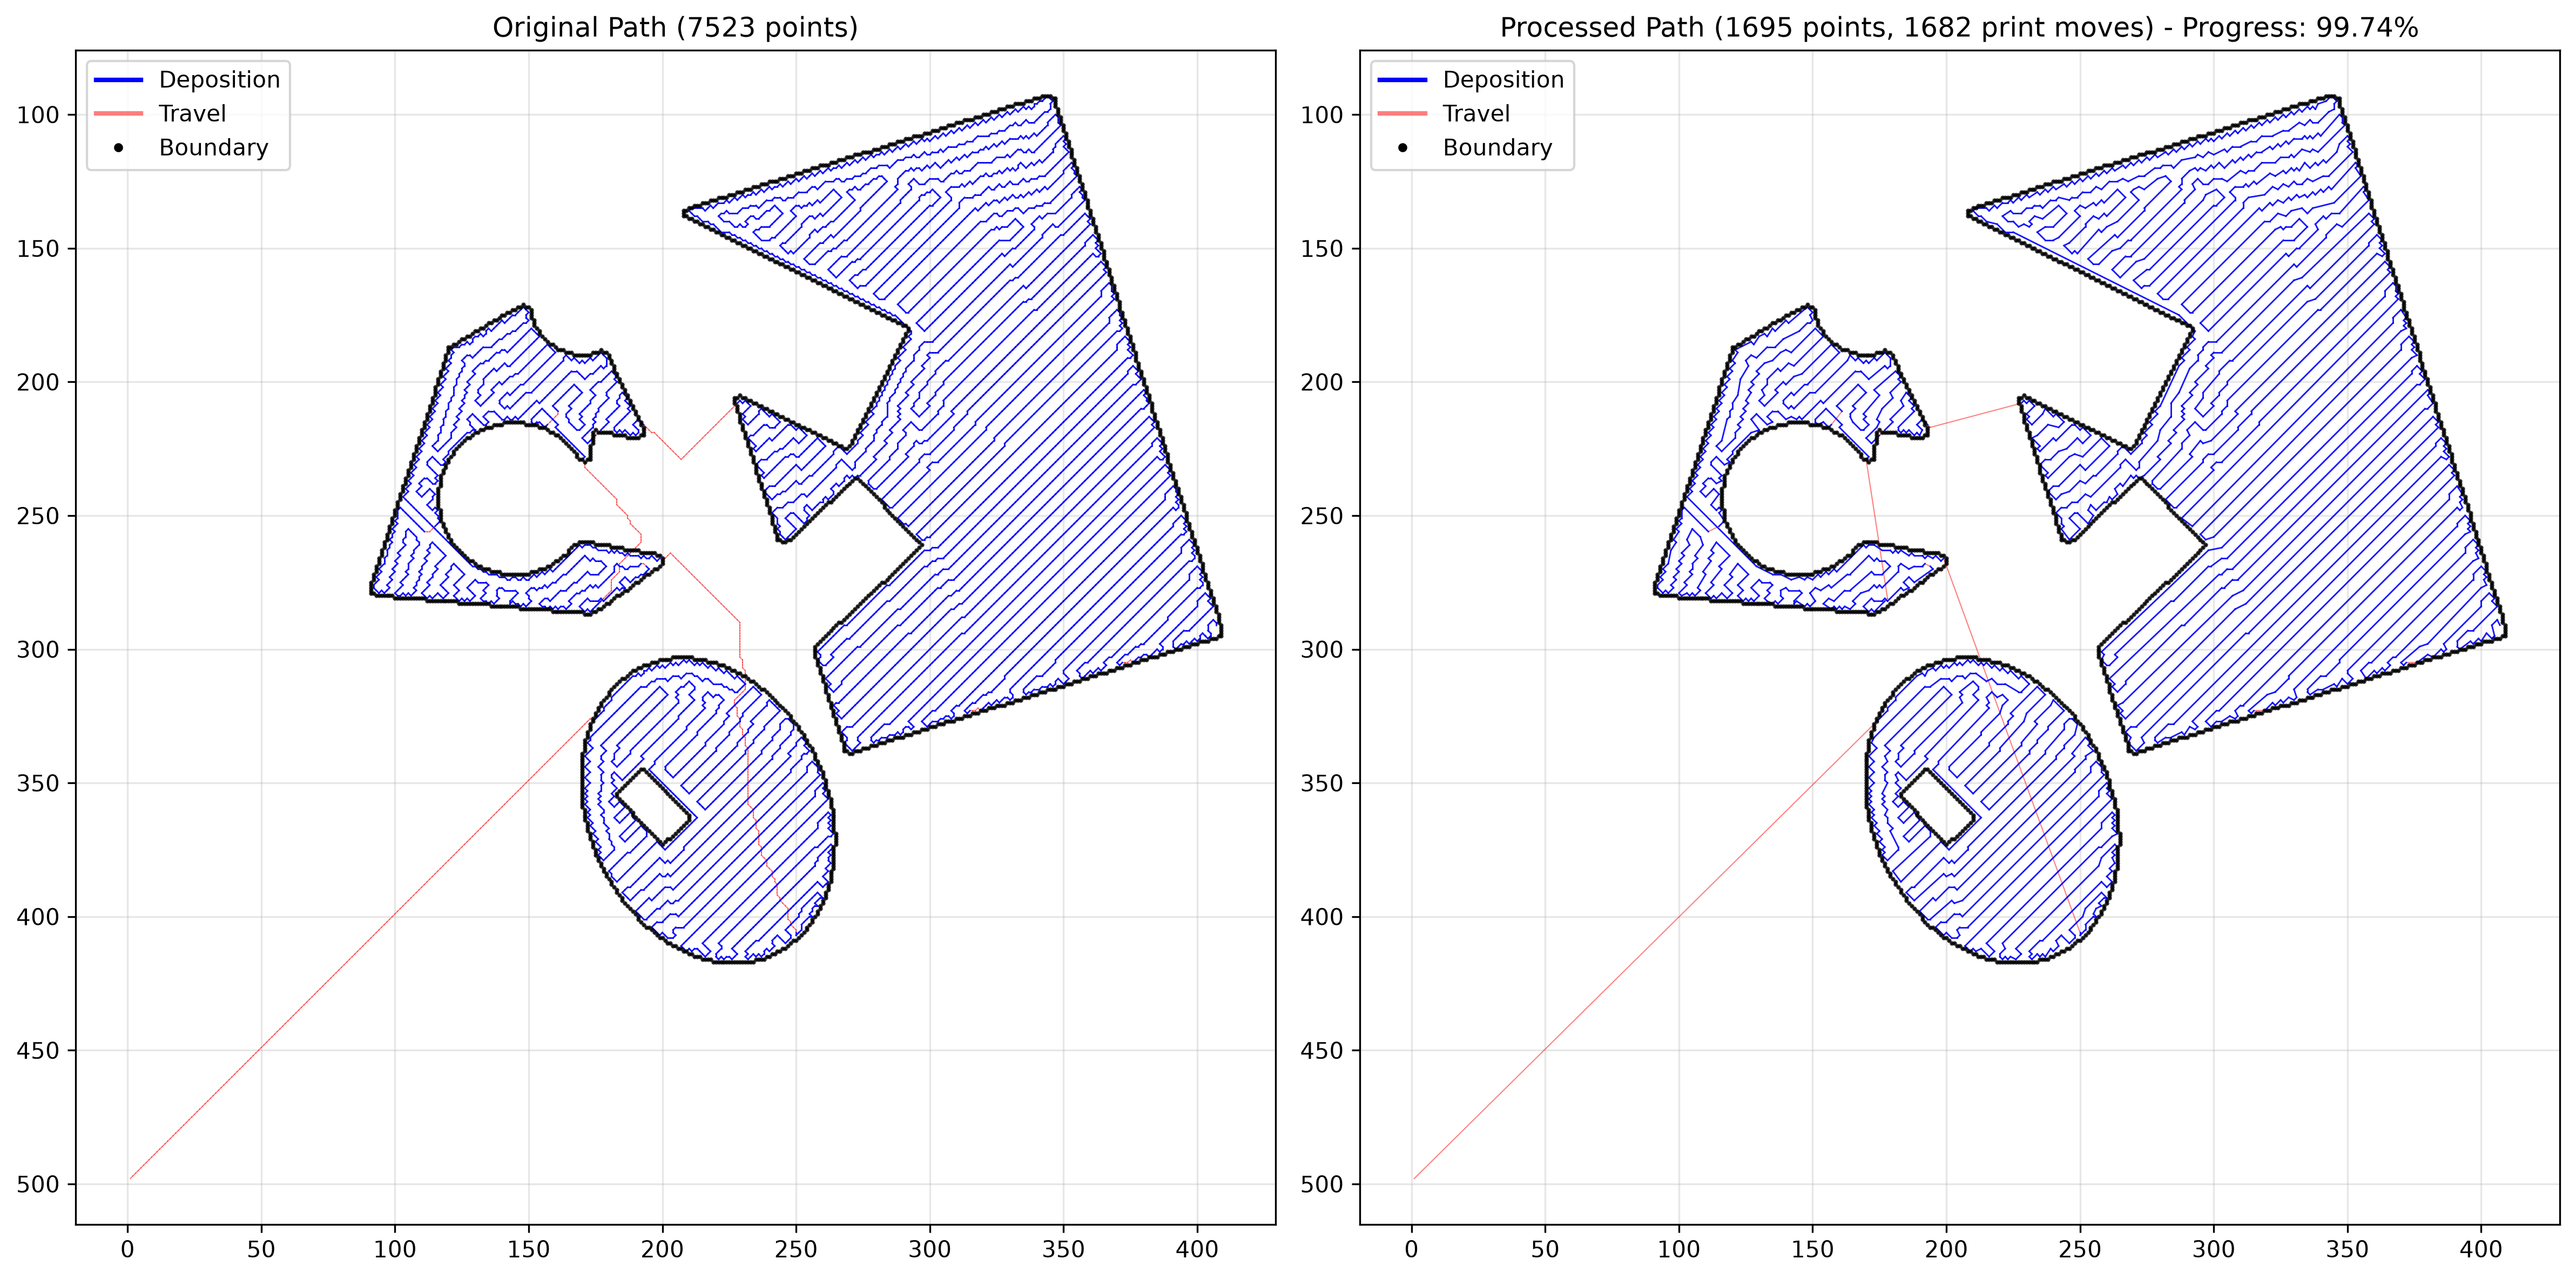 Original Path (7523 points)
Deposition
Travel
Boundary
100
150
200
250
300
350
400
450
500
0 50 100 150 200 250 300 350 400
Processed Path (1695 points, 1682 print moves) - Progress: 99.74%
Deposition
Travel
Boundary
100
150
200
250
300
350
400
450
500
0 50 100 150 200 250 300 350 400